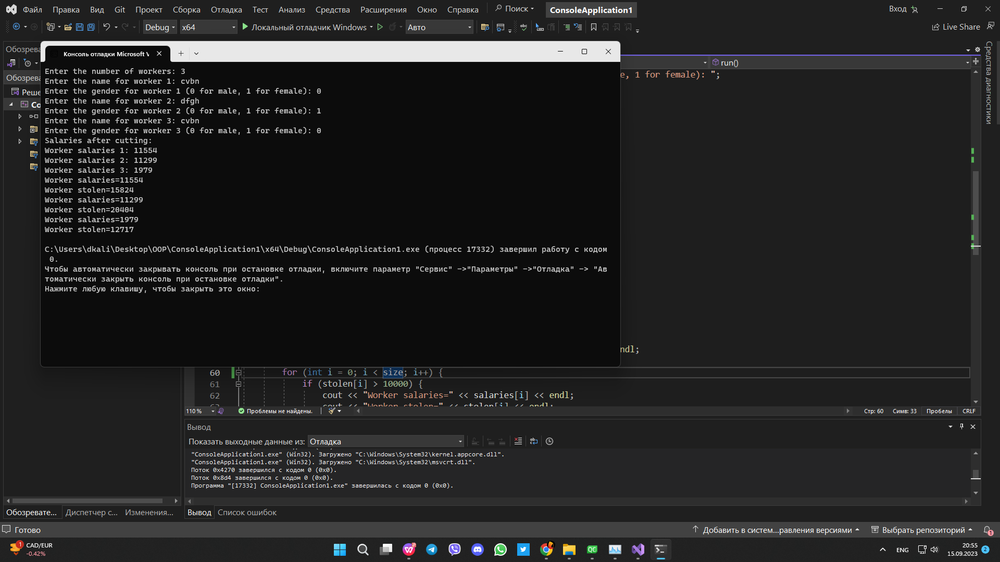 Файл Правка Вид Git Проект Сборка Отладка Тест Анализ Средства Расширения Окно Справка Поиск ConsoleApplication1 Вход
Debug x64 Локальный отладчик Windows Авто Live Share
Консоль отладки Microsoft V
Обозрева
Обозрева
Реше
Co
run()
Средства диагностики
Enter the number of workers: 3
Enter the name for worker 1: cvbn
Enter the gender for worker 1 (0 for male, 1 for female): 0
Enter the name for worker 2: dfgh
Enter the gender for worker 2 (0 for male, 1 for female): 1
Enter the name for worker 3: cvbn
Enter the gender for worker 3 (0 for male, 1 for female): 0
Salaries after cutting:
Worker salaries 1: 11554
Worker salaries 2: 11299
Worker salaries 3: 1979
Worker salaries=11554
Worker stolen=15824
Worker salaries=11299
Worker stolen=20404
Worker salaries=1979
Worker stolen=12717
C:\Users\dkali\Desktop\OOP\ConsoleApplication1\x64\Debug\ConsoleApplication1.exe (процесс 17332) завершил работу с кодом
0.
Чтобы автоматически закрывать консоль при остановке отладки, включите параметр "Сервис" ->"Параметры" ->"Отладка" -> "Ав
томатически закрыть консоль при остановке отладки".
Нажмите любую клавишу, чтобы закрыть это окно:
e, 1 for female): ";
ndl;
60 for (int i = 0; i < size; i++) {
61 if (stolen[i] > 10000) {
62 cout << "Worker salaries=" << salaries[i] << endl;
63 cout << "Worker stolen=" << stolen[i] << endl;
110 % Проблемы не найдены. Стр: 60 Симв: 33 Пробелы CRLF
Вывод
Показать выходные данные из: Отладка
"ConsoleApplication1.exe" (Win32). Загружено "C:\Windows\System32\kernel.appcore.dll".
"ConsoleApplication1.exe" (Win32). Загружено "C:\Windows\System32\msvcrt.dll".
Поток 0x4270 завершился с кодом 0 (0x0).
Поток 0x8d4 завершился с кодом 0 (0x0).
Программа "[17332] ConsoleApplication1.exe" завершилась с кодом 0 (0x0).
Обозревате... Диспетчер с... Изменения... Вывод Список ошибок
Готово Добавить в систем...равления версиями Выбрать репозиторий 1
1 CAD/EUR
-0.42%
QC
ENG
20:55
15.09.2023
2